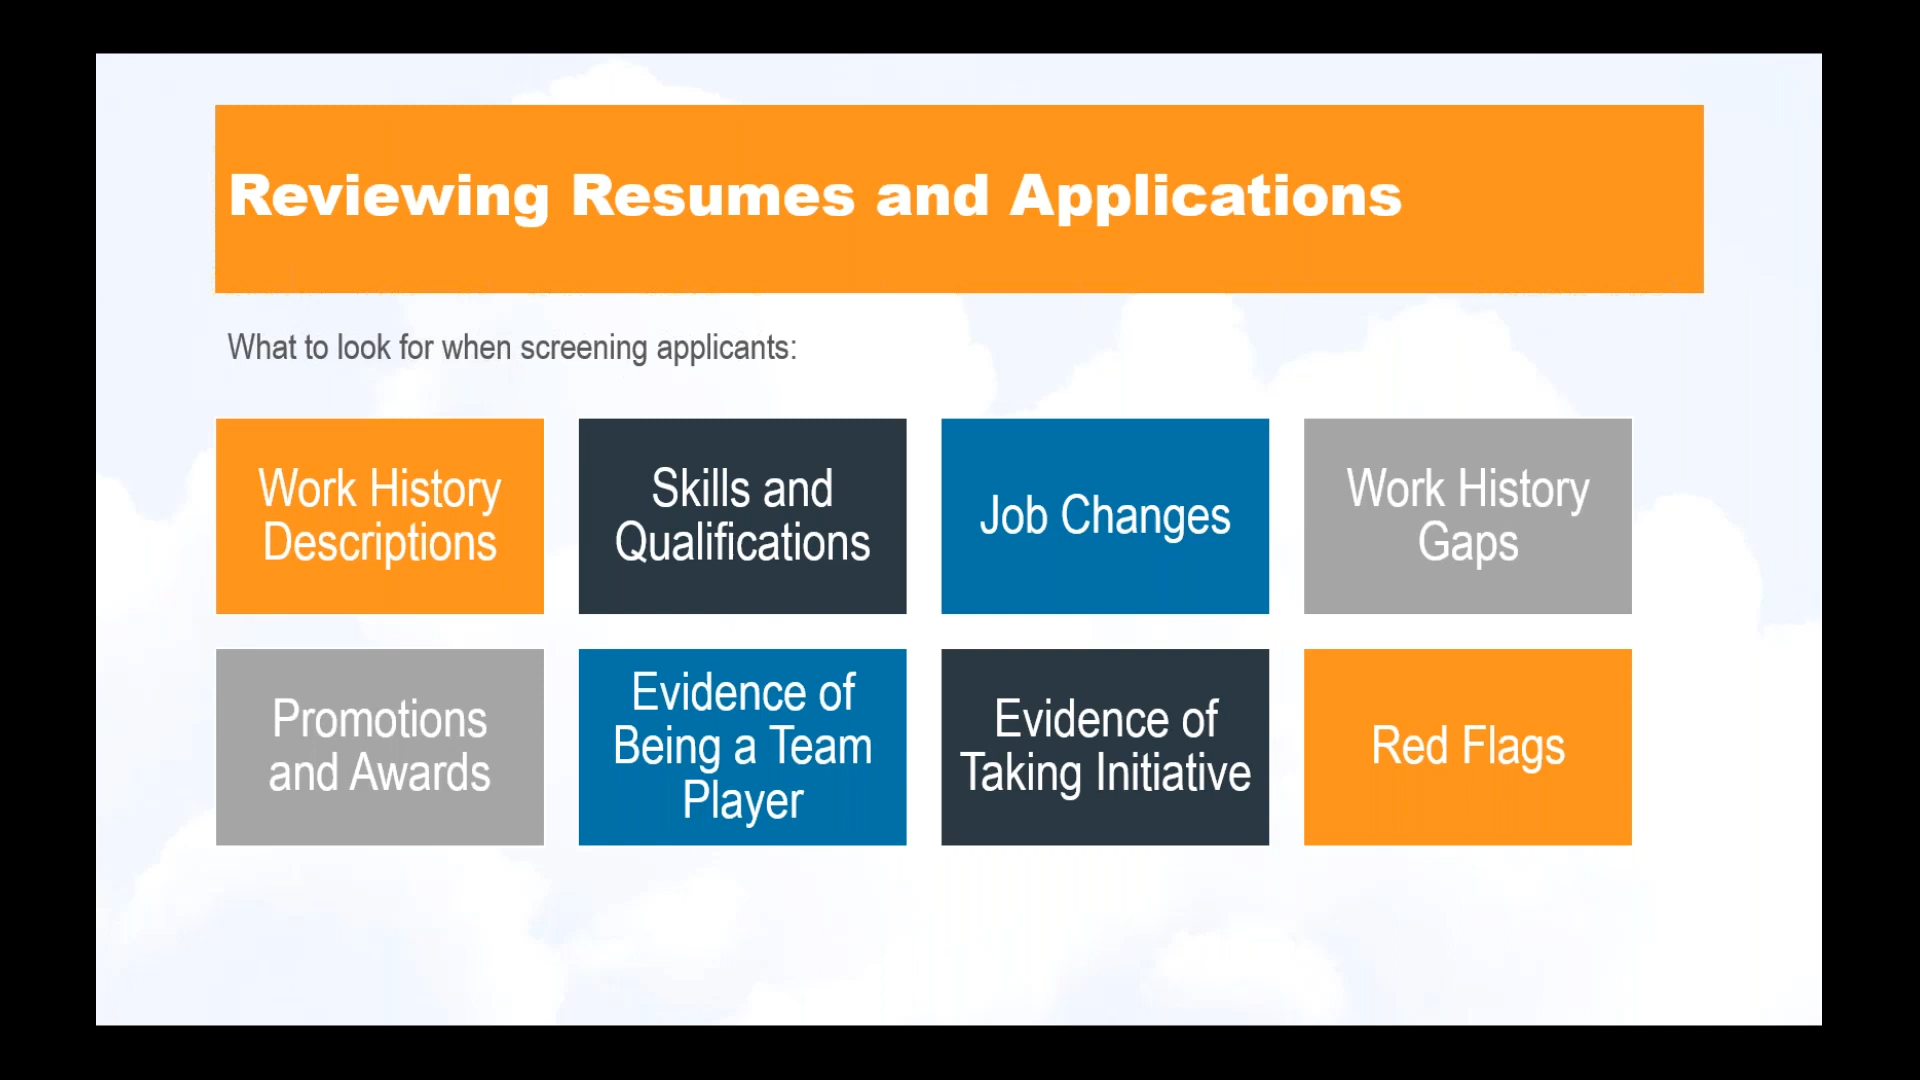 Reviewing Resumes and Applications
What to look for when screening applicants:
Work History
Descriptions
Skills and
Qualifications
Job Changes
Work History
Gaps
Promotions
and Awards
Evidence of
Being a Team
Player
Evidence of
Taking Initiative
Red Flags